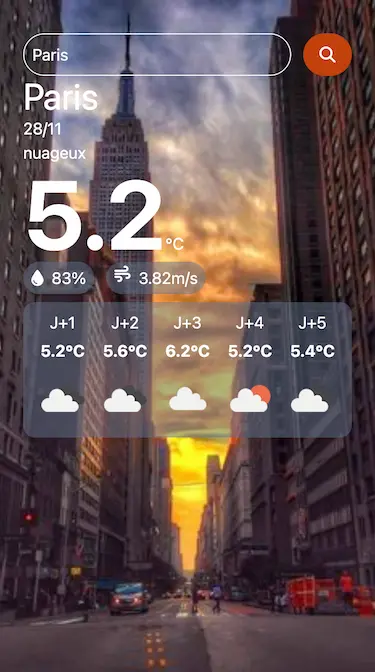 Paris
Paris
28/11
nuageux
5.2 °C
83% 3.82m/s
J+1 J+2 J+3 J+4 J+5
5.2°C 5.6°C 6.2°C 5.2°C 5.4°C